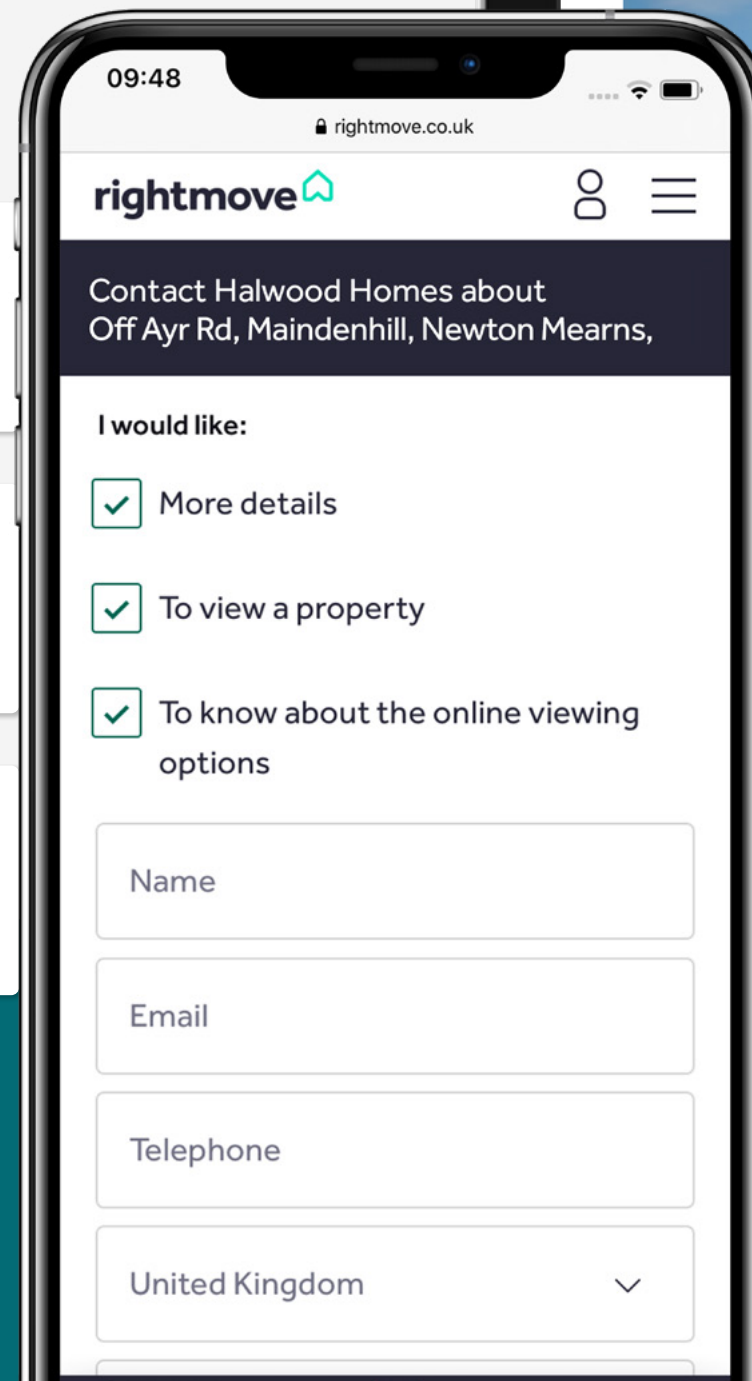 09:48
rightmove.co.uk
rightmove
Contact Halwood Homes about
Off Ayr Rd, Maindenhill, Newton Mearns,
I would like:
More details
To view a property
To know about the online viewing
options
Name
Email
Telephone
United Kingdom